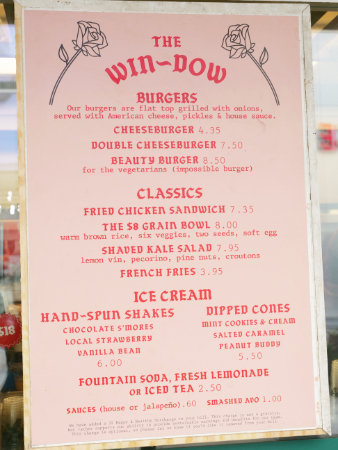 THE
WIN~DOW
BURGERS
Our burgers are flat top grilled with onions,
served with American cheese, pickles & house sauce.
CHEESEBURGER 4.35
DOUBLE CHEESEBURGER 7.50
BEAUTY BURGER 8.50
for the vegetarians (impossible burger)
CLASSICS
FRIED CHICKEN SANDWICH 7.35
THE $8 GRAIN BOWL 8.00
warm brown rice, six veggies, two seeds, soft egg
SHAVED KALE SALAD 7.95
lemon vin, pecorino, pine nuts, croutons
FRENCH FRIES 3.95
ICE CREAM
HAND-SPUN SHAKES
CHOCOLATE S'MORES
LOCAL STRAWBERRY
VANILLA BEAN
6.00
DIPPED CONES
MINT COOKIES & CREAM
SALTED CARAMEL
PEANUT BUDDY
5.50
FOUNTAIN SODA, FRESH LEMONADE
OR ICED TEA 2.50
SAUCES (house or jalapeño).60 SMASHED AVO 1.00
$18